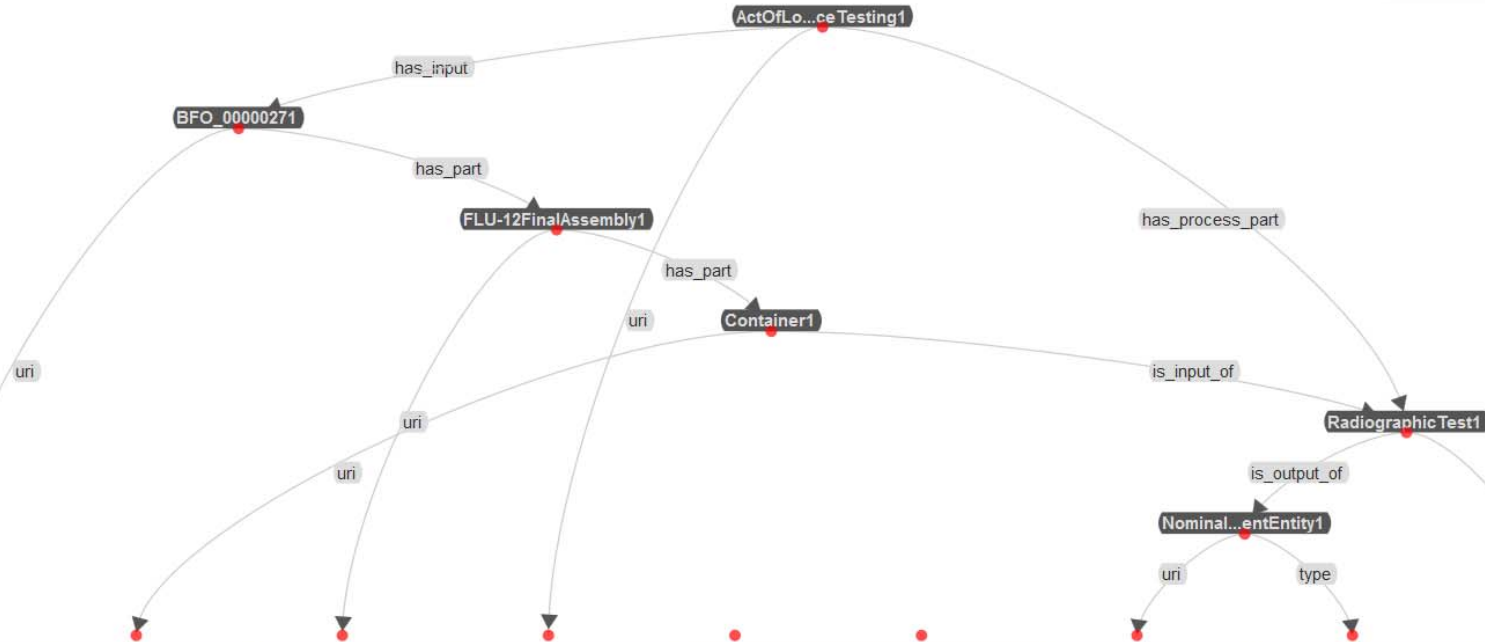 ActOfLo...ceTesting1
has_input
BFO_00000271
has_part
FLU-12FinalAssembly1
has_process_part
has_part
uri
Container1
uri
is_input_of
uri
RadiographicTest1
uri
is_output_of
Nominal...entEntity1
uri
type